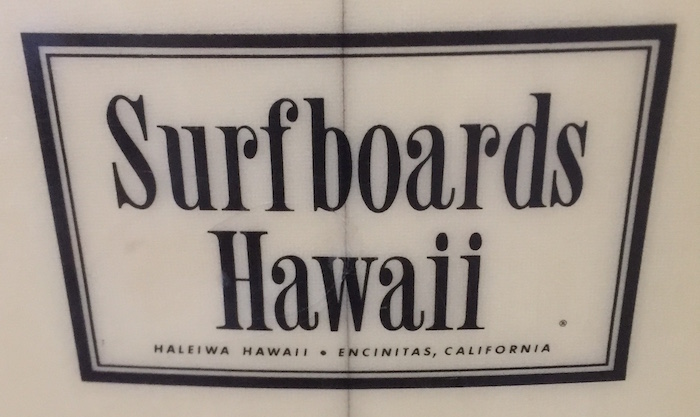 Surfboards
Hawaii
®
HALEIWA HAWAII • ENCINITAS, CALIFORNIA